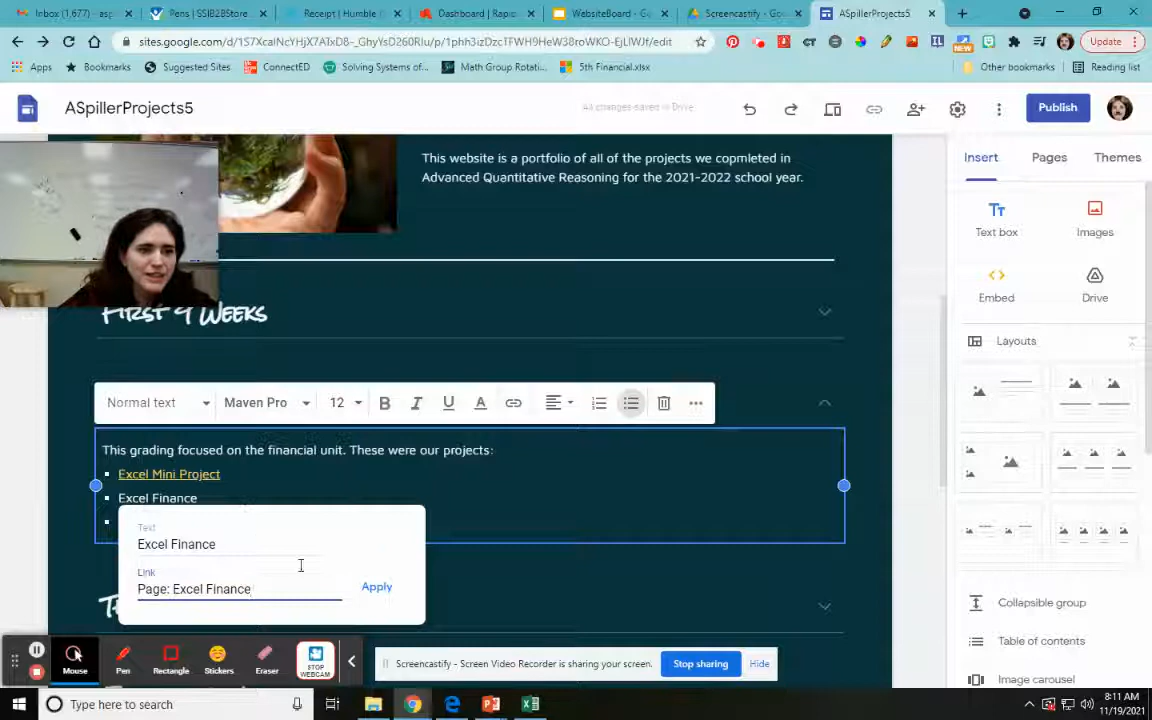 Inbox (1,677) – asp
Pens | SSIB2BStore
Receipt | Humble
Dashboard | Rapid
WebsiteBoard - Goo
Screencastify - Goo
ASpillerProjects5
sites.google.com/d/1S7XcaINcYHjX7ATxD8-_GhyYsD260Rlu/p/1phh3izDzcTFWH9HeW38roWKO-EjLlWJf/edit
NEW
Update
Apps
Bookmarks
Suggested Sites
ConnectED
Solving Systems of...
Math Group Rotati...
5th Financial.xlsx
Other bookmarks
Reading list
ASpillerProjects5
43 changes saved in Drive
Publish
Insert
Pages
Themes
This website is a portfolio of all of the projects we copmleted in
Advanced Quantitative Reasoning for the 2021-2022 school year.
Text box
Images
Embed
Drive
First 9 Weeks
Layouts
Normal text
Maven Pro
12
B
I
U
A
This grading focused on the financial unit. These were our projects:
Excel Mini Project
Excel Finance
Text
Excel Finance
Link
Page: Excel Finance
Apply
Collapsible group
Table of contents
Image carousel
Mouse
Pen
Rectangle
Stickers
Eraser
STOP
WEBCAM
Screencastify - Screen Video Recorder is sharing your screen.
Stop sharing
Hide
Type here to search
8:11 AM
11/19/2021